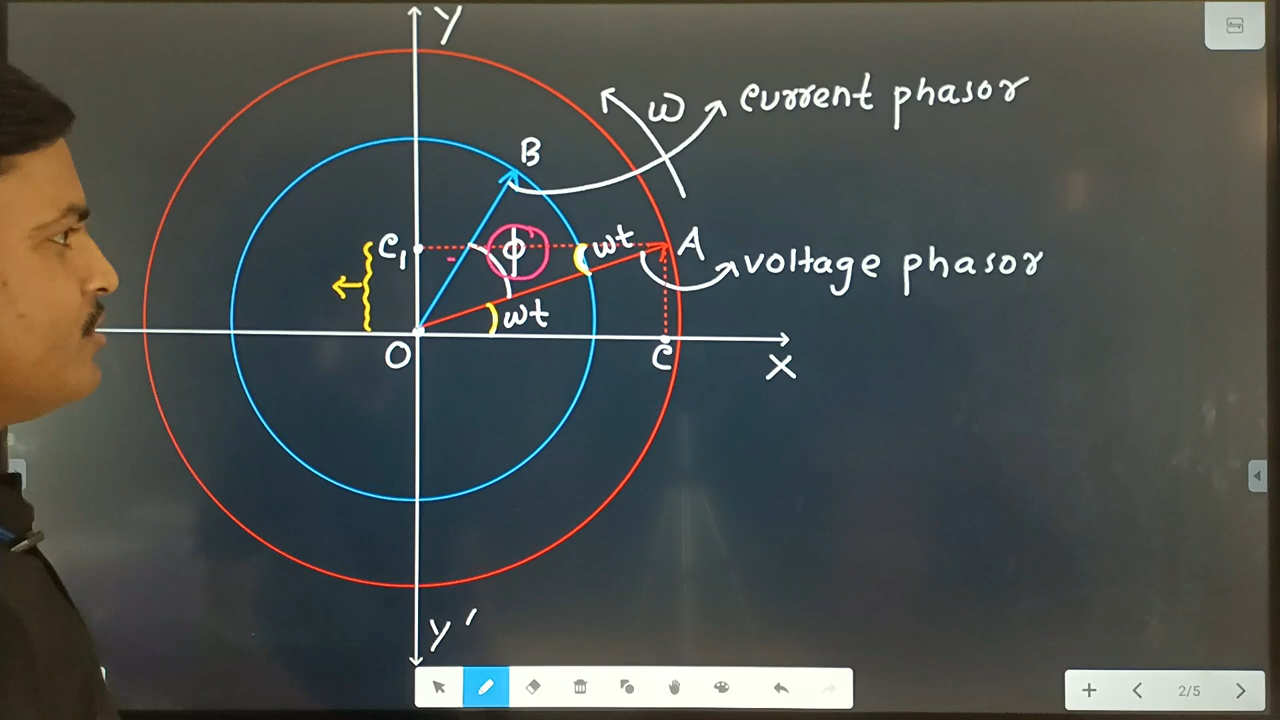 Y
ω
current phasor
B
C₁
ϕ
ωt
A
voltage phasor
ωt
O
C
X
Y'
2/5